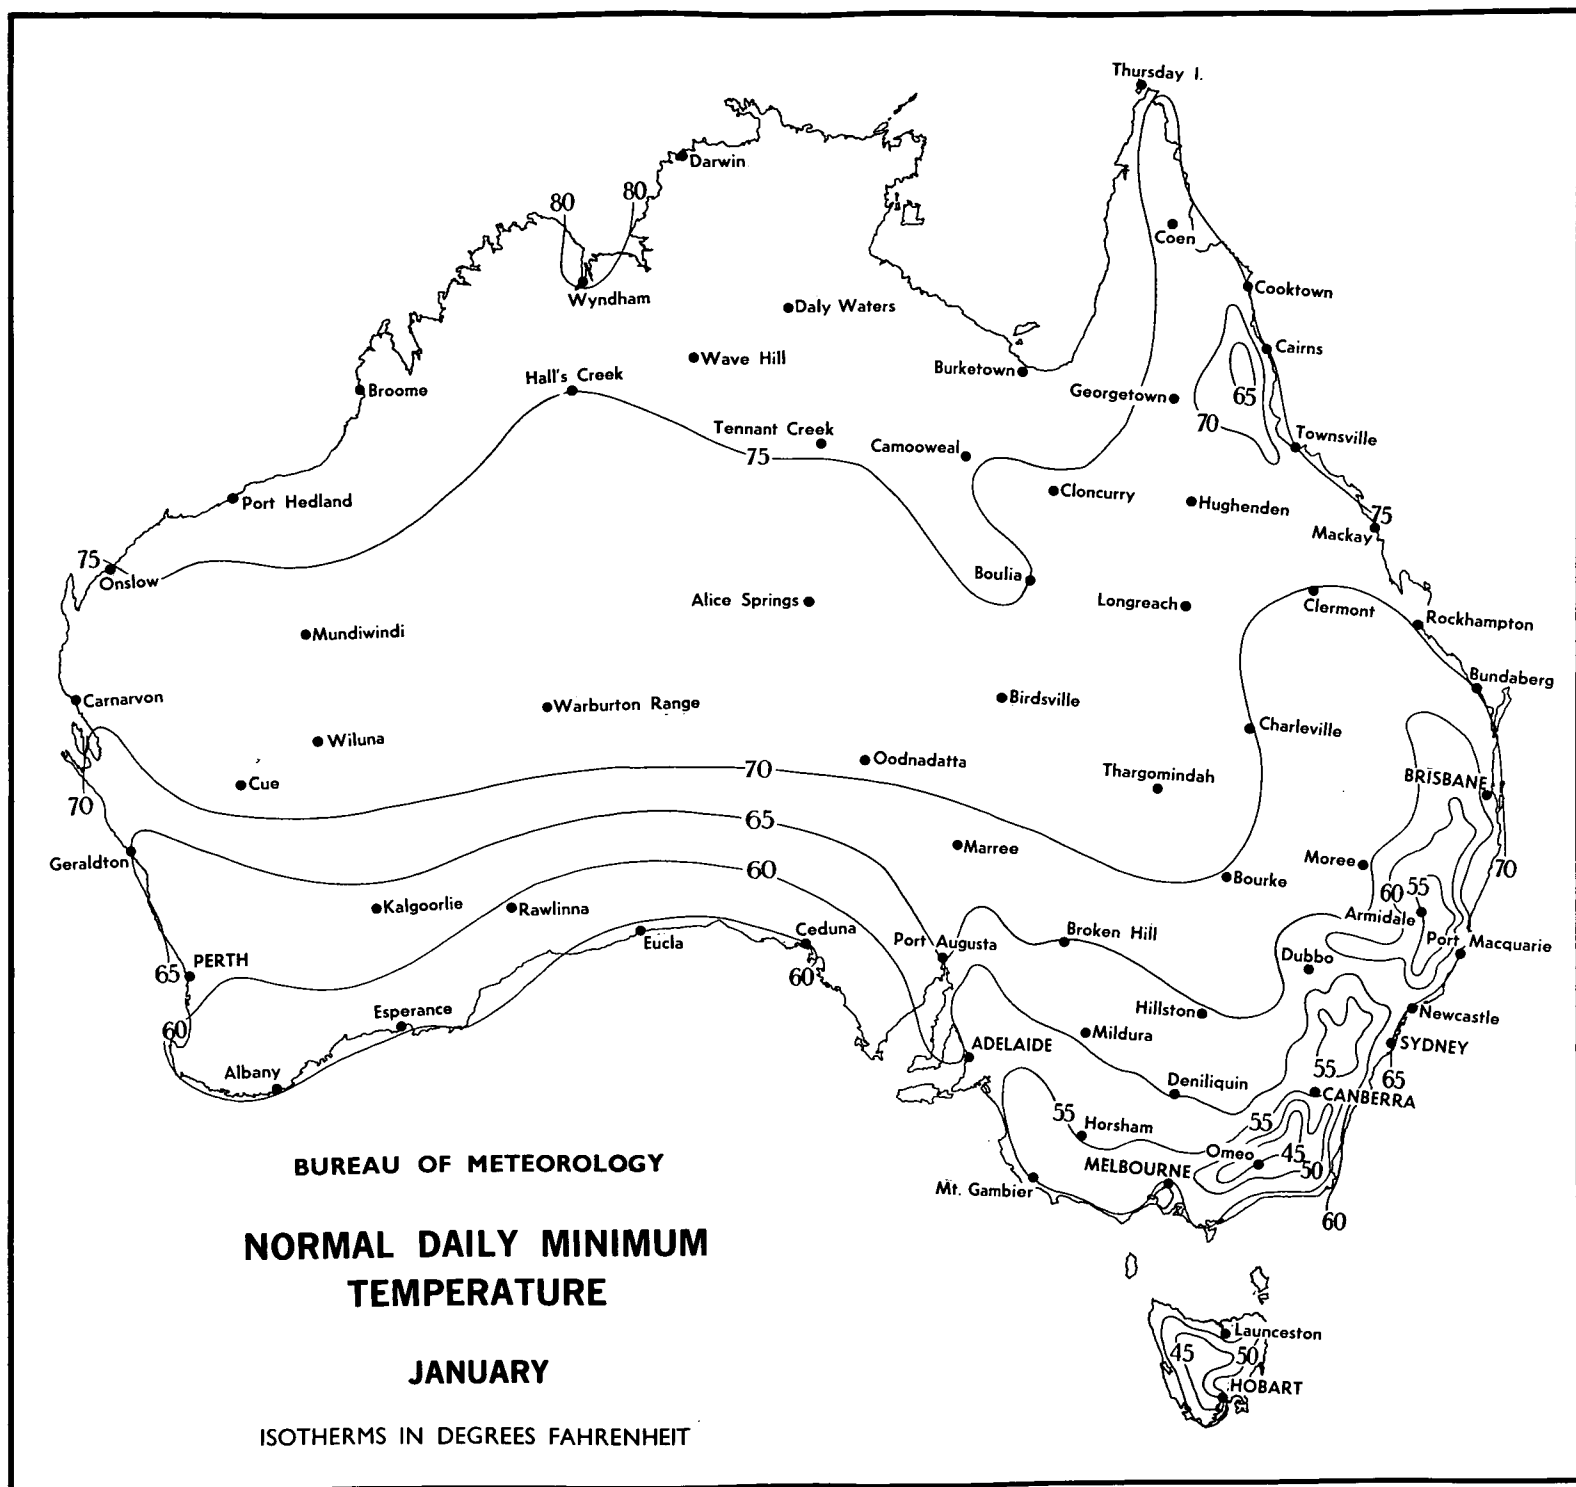 Thursday I.
Darwin
80
80
Coen
Cooktown
Wyndham
Daly Waters
Cairns
Wave Hill
Burketown
Hall's Creek
Broome
Georgetown
65
70
Tennant Creek
Camooweal
Townsville
75
Cloncurry
Port Hedland
Hughenden
75
Mackay
75
Onslow
Boulia
Alice Springs
Longreach
Clermont
Rockhampton
Mundiwindi
Bundaberg
Carnarvon
Warburton Range
Birdsville
Charleville
Wiluna
Oodnadatta
70
Thargomindah
BRISBANE
Cue
70
65
Marree
Geraldton
Moree
70
60
Bourke
60
55
Kalgoorlie
Rawlinna
Armidale
Ceduna
Broken Hill
Eucla
Port Augusta
Port Macquarie
Dubbo
PERTH
65
60
Hillston
Newcastle
Esperance
60
Mildura
ADELAIDE
SYDNEY
Albany
55
65
Deniliquin
CANBERRA
55
Horsham
55
Omeo
45
50
MELBOURNE
Mt. Gambier
60
BUREAU OF METEOROLOGY
NORMAL DAILY MINIMUM
TEMPERATURE
JANUARY
ISOTHERMS IN DEGREES FAHRENHEIT
Launceston
45
50
HOBART